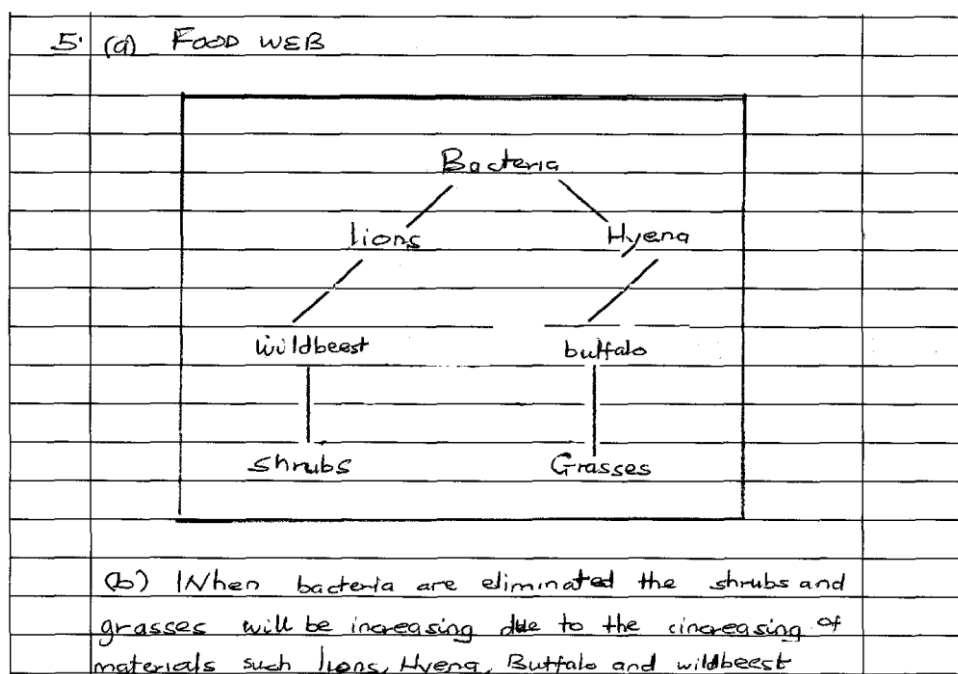 5. (a) FOOD WEB
Bacteria
lions Hyena
wildbeest buffalo
Shrubs Grasses
(b) When bacteria are eliminated the shrubs and
grasses will be increasing due to the cincreasing of
materials such lions, Hyena, Buffalo and wildbeest